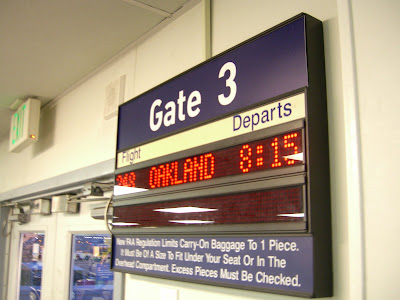 Gate 3
Flight Departs
OAKLAND 8:15
New FAA Regulation Limits Carry-On Baggage To 1 Piece.
It Must Be Of A Size To Fit Under Your Seat Or In The
Overhead Compartment. Excess Pieces Must Be Checked.